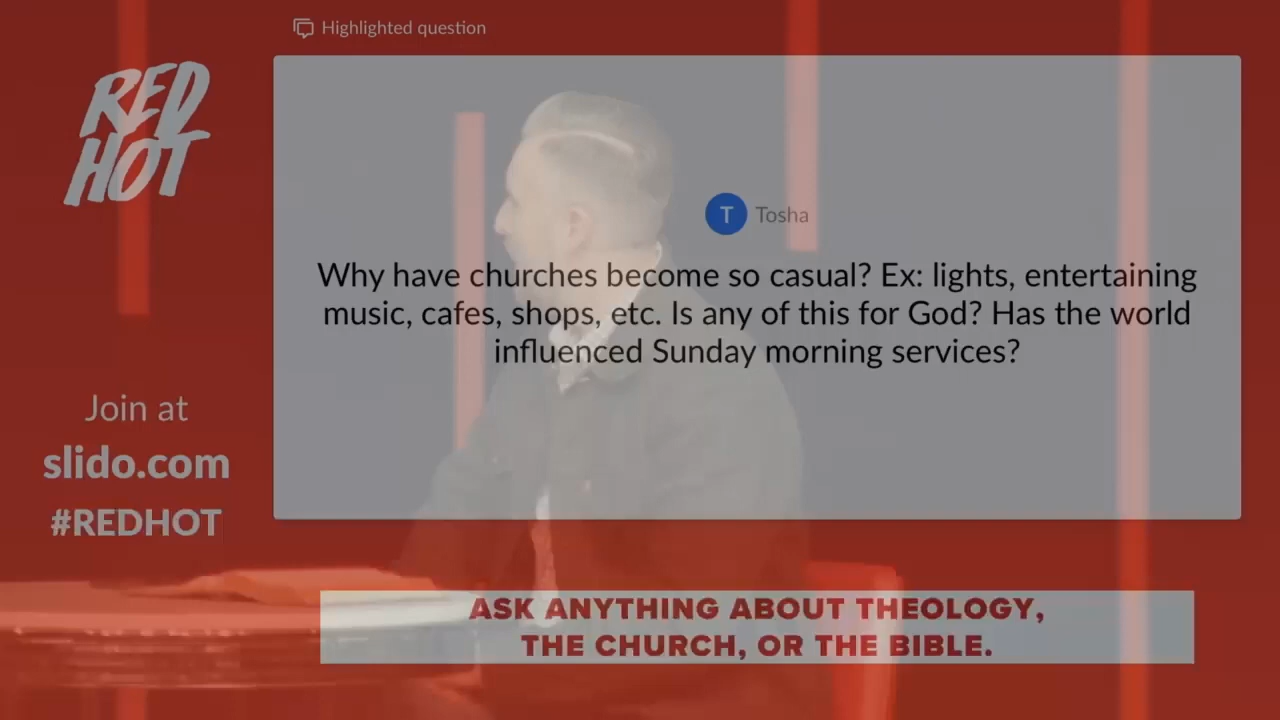 RED
HOT
Highlighted question
T Tosha
Why have churches become so casual? Ex: lights, entertaining
music, cafes, shops, etc. Is any of this for God? Has the world
influenced Sunday morning services?
Join at
slido.com
#REDHOT
ASK ANYTHING ABOUT THEOLOGY,
THE CHURCH, OR THE BIBLE.